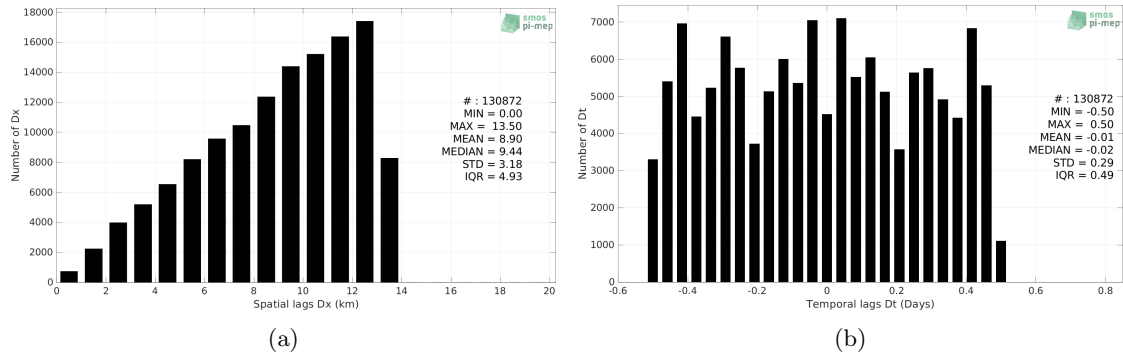 18000
16000
14000
12000
10000
8000
6000
4000
2000
0
Number of Dx
0 2 4 6 8 10 12 14 16 18 20
Spatial lags Dx (km)
smos
pi-mep
# : 130872
MIN = 0.00
MAX = 13.50
MEAN = 8.90
MEDIAN = 9.44
STD = 3.18
IQR = 4.93
(a)
7000
6000
5000
4000
3000
2000
1000
0
Number of Dt
-0.6 -0.4 -0.2 0 0.2 0.4 0.6 0.8
Temporal lags Dt (Days)
smos
pi-mep
# : 130872
MIN = -0.50
MAX = 0.50
MEAN = -0.01
MEDIAN = -0.02
STD = 0.29
IQR = 0.49
(b)